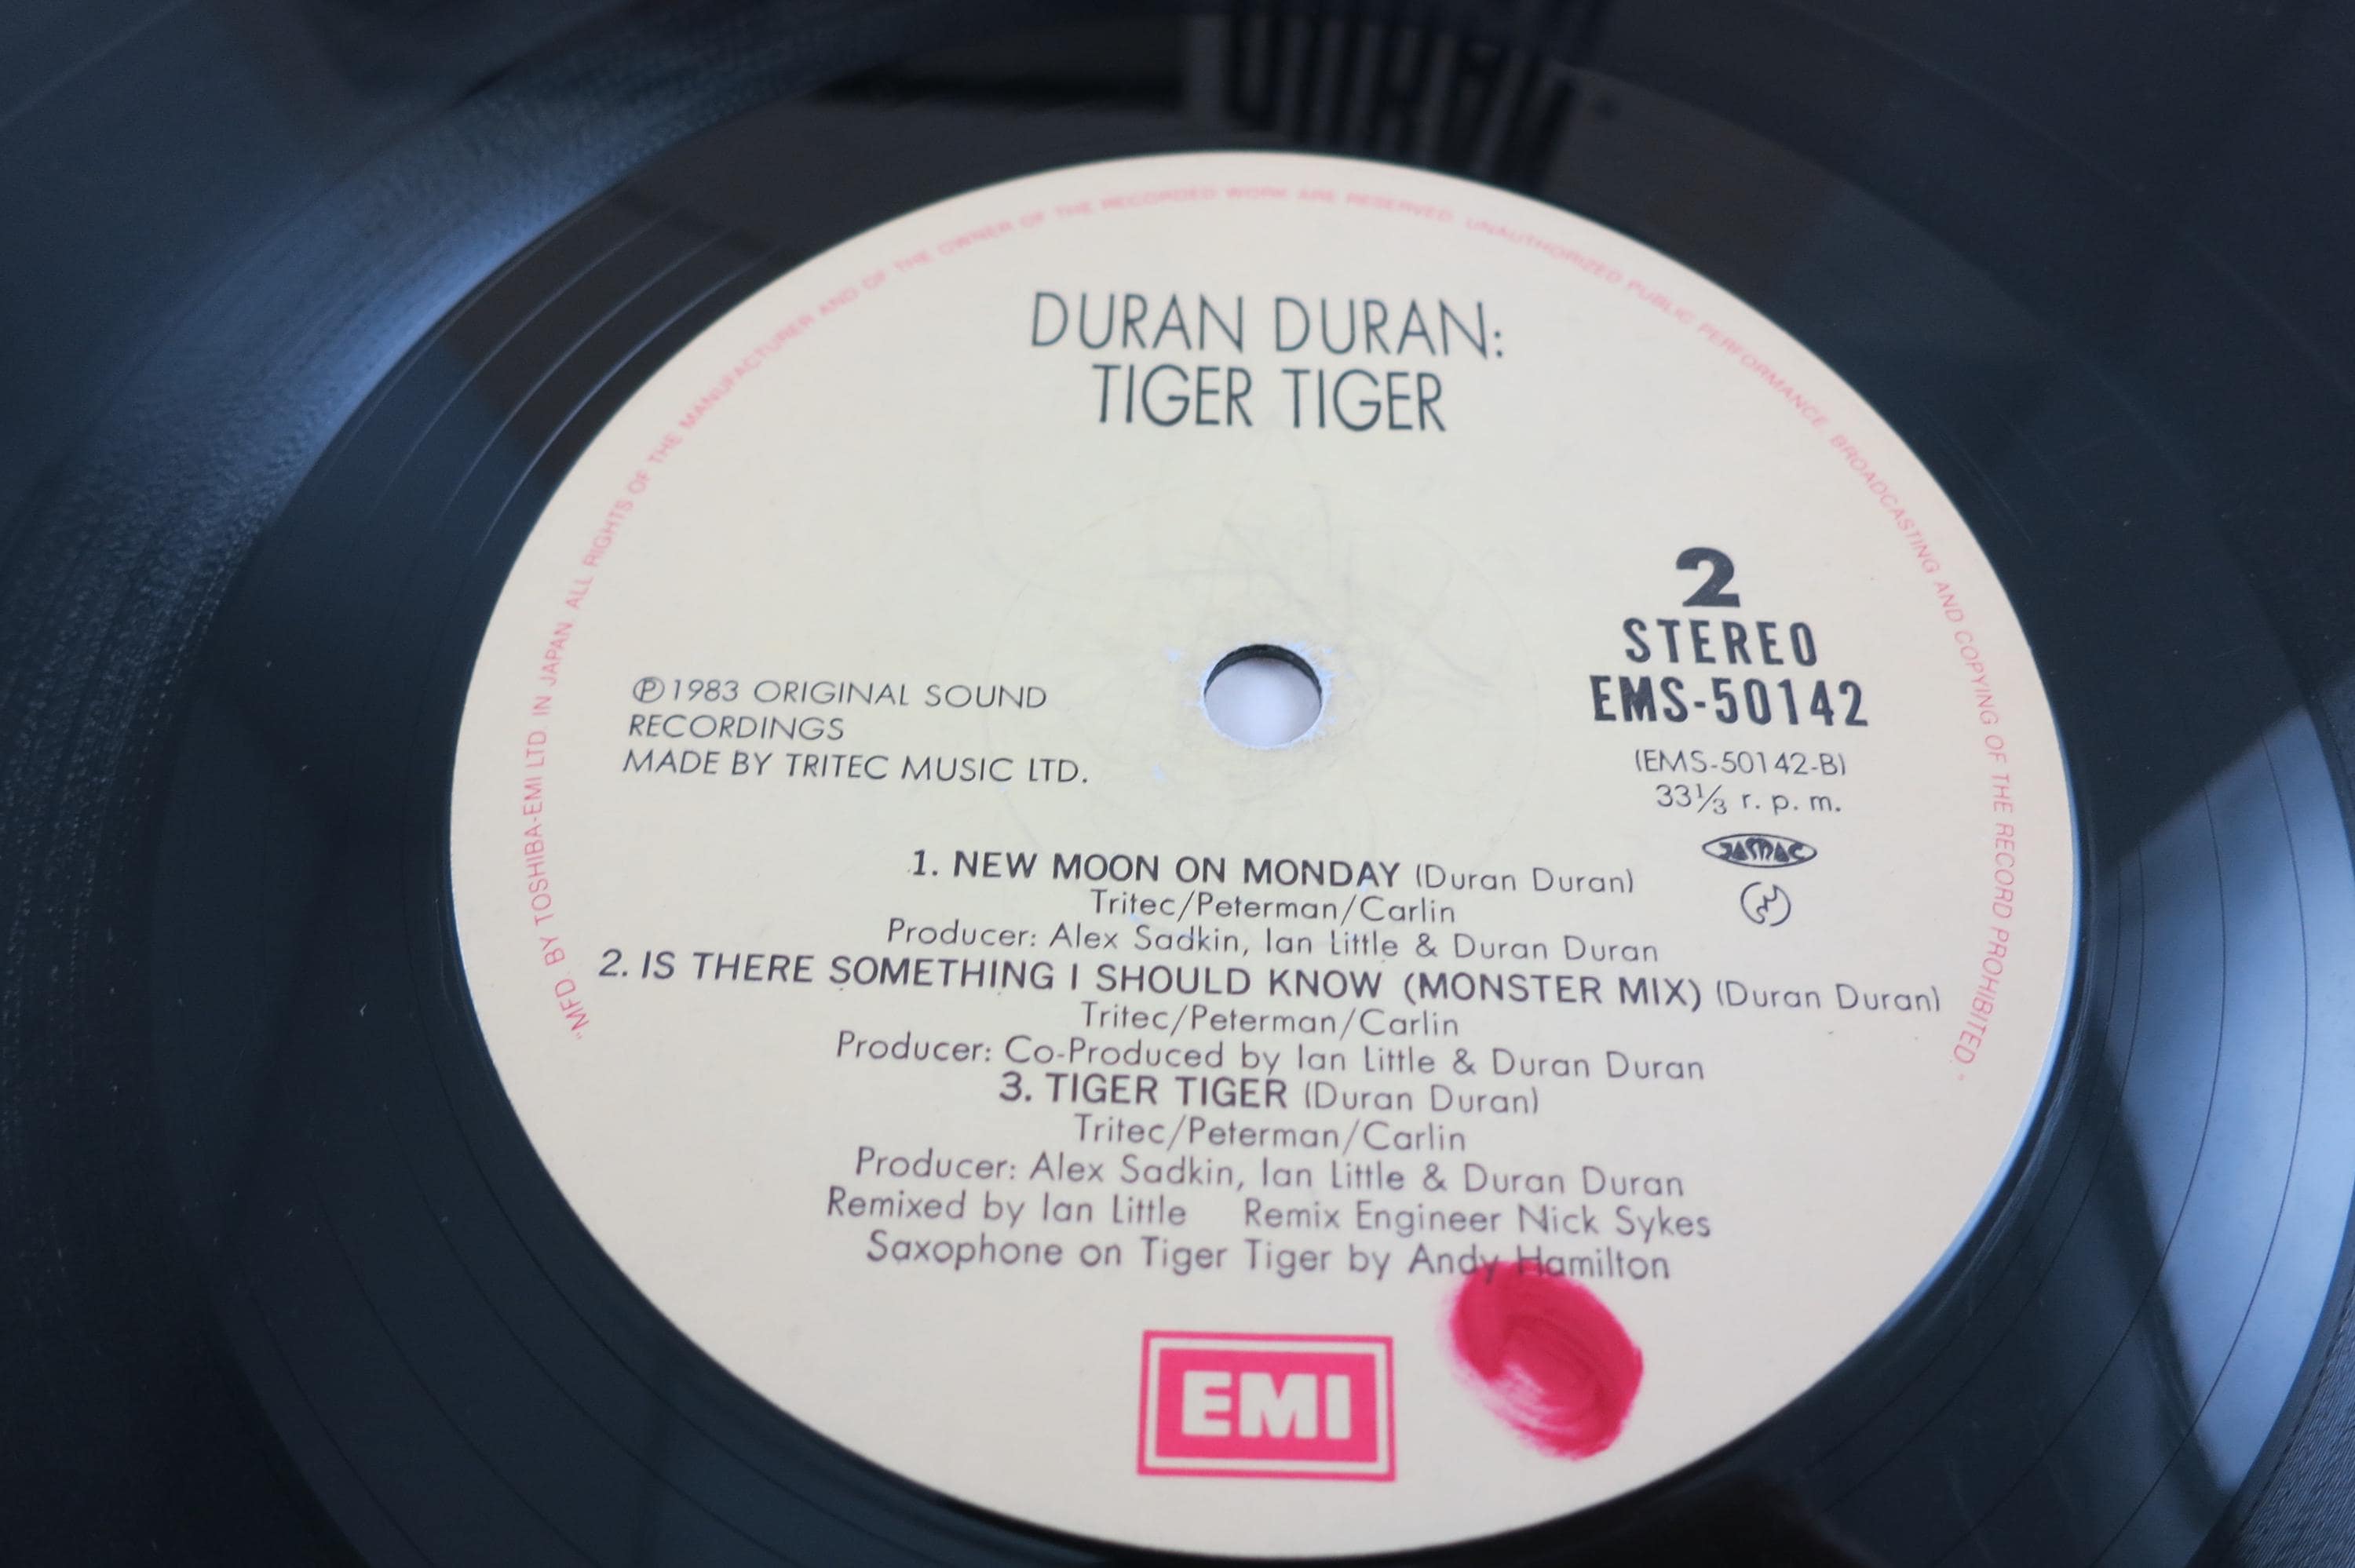 "MFD. BY TOSHIBA-EMI LTD. IN JAPAN. ALL RIGHTS OF THE MANUFACTURER AND OF THE OWNER OF THE RECORDED WORK ARE RESERVED. UNAUTHORIZED PUBLIC PERFORMANCE BROADCASTING AND COPYING OF THE RECORD PROHIBITED."
DURAN DURAN:
TIGER TIGER
2
STEREO
EMS-50142
(EMS-50142-B)
33⅓ r. p. m.
JASRAC
℗1983 ORIGINAL SOUND
RECORDINGS
MADE BY TRITEC MUSIC LTD.
1. NEW MOON ON MONDAY (Duran Duran)
Tritec/Peterman/Carlin
Producer: Alex Sadkin, Ian Little & Duran Duran
2. IS THERE SOMETHING I SHOULD KNOW (MONSTER MIX) (Duran Duran)
Tritec/Peterman/Carlin
Producer: Co-Produced by Ian Little & Duran Duran
3. TIGER TIGER (Duran Duran)
Tritec/Peterman/Carlin
Producer: Alex Sadkin, Ian Little & Duran Duran
Remixed by Ian Little Remix Engineer Nick Sykes
Saxophone on Tiger Tiger by Andy Hamilton
EMI